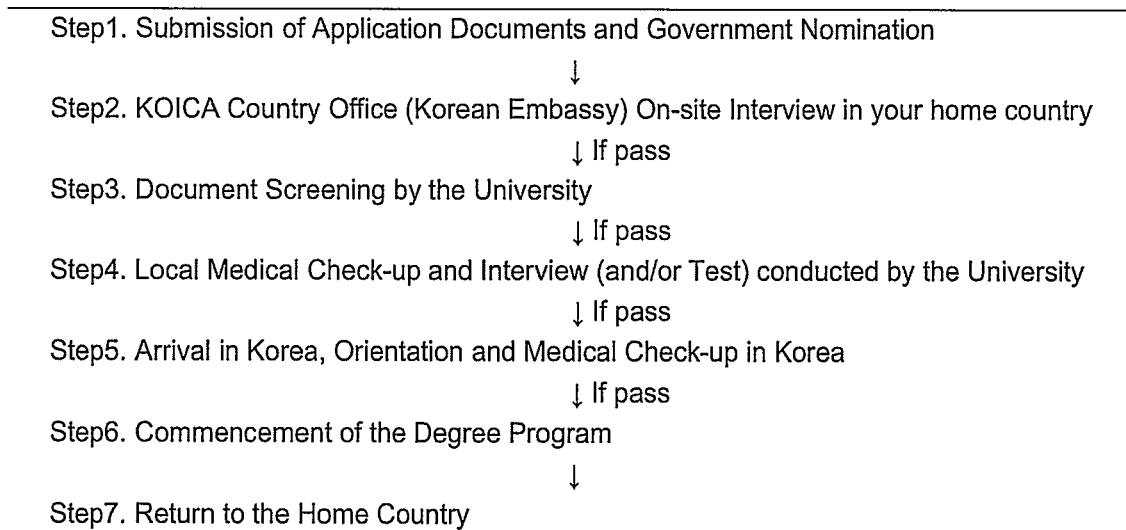 Step1. Submission of Application Documents and Government Nomination
↓
Step2. KOICA Country Office (Korean Embassy) On-site Interview in your home country
↓ If pass
Step3. Document Screening by the University
↓ If pass
Step4. Local Medical Check-up and Interview (and/or Test) conducted by the University
↓ If pass
Step5. Arrival in Korea, Orientation and Medical Check-up in Korea
↓ If pass
Step6. Commencement of the Degree Program
↓
Step7. Return to the Home Country